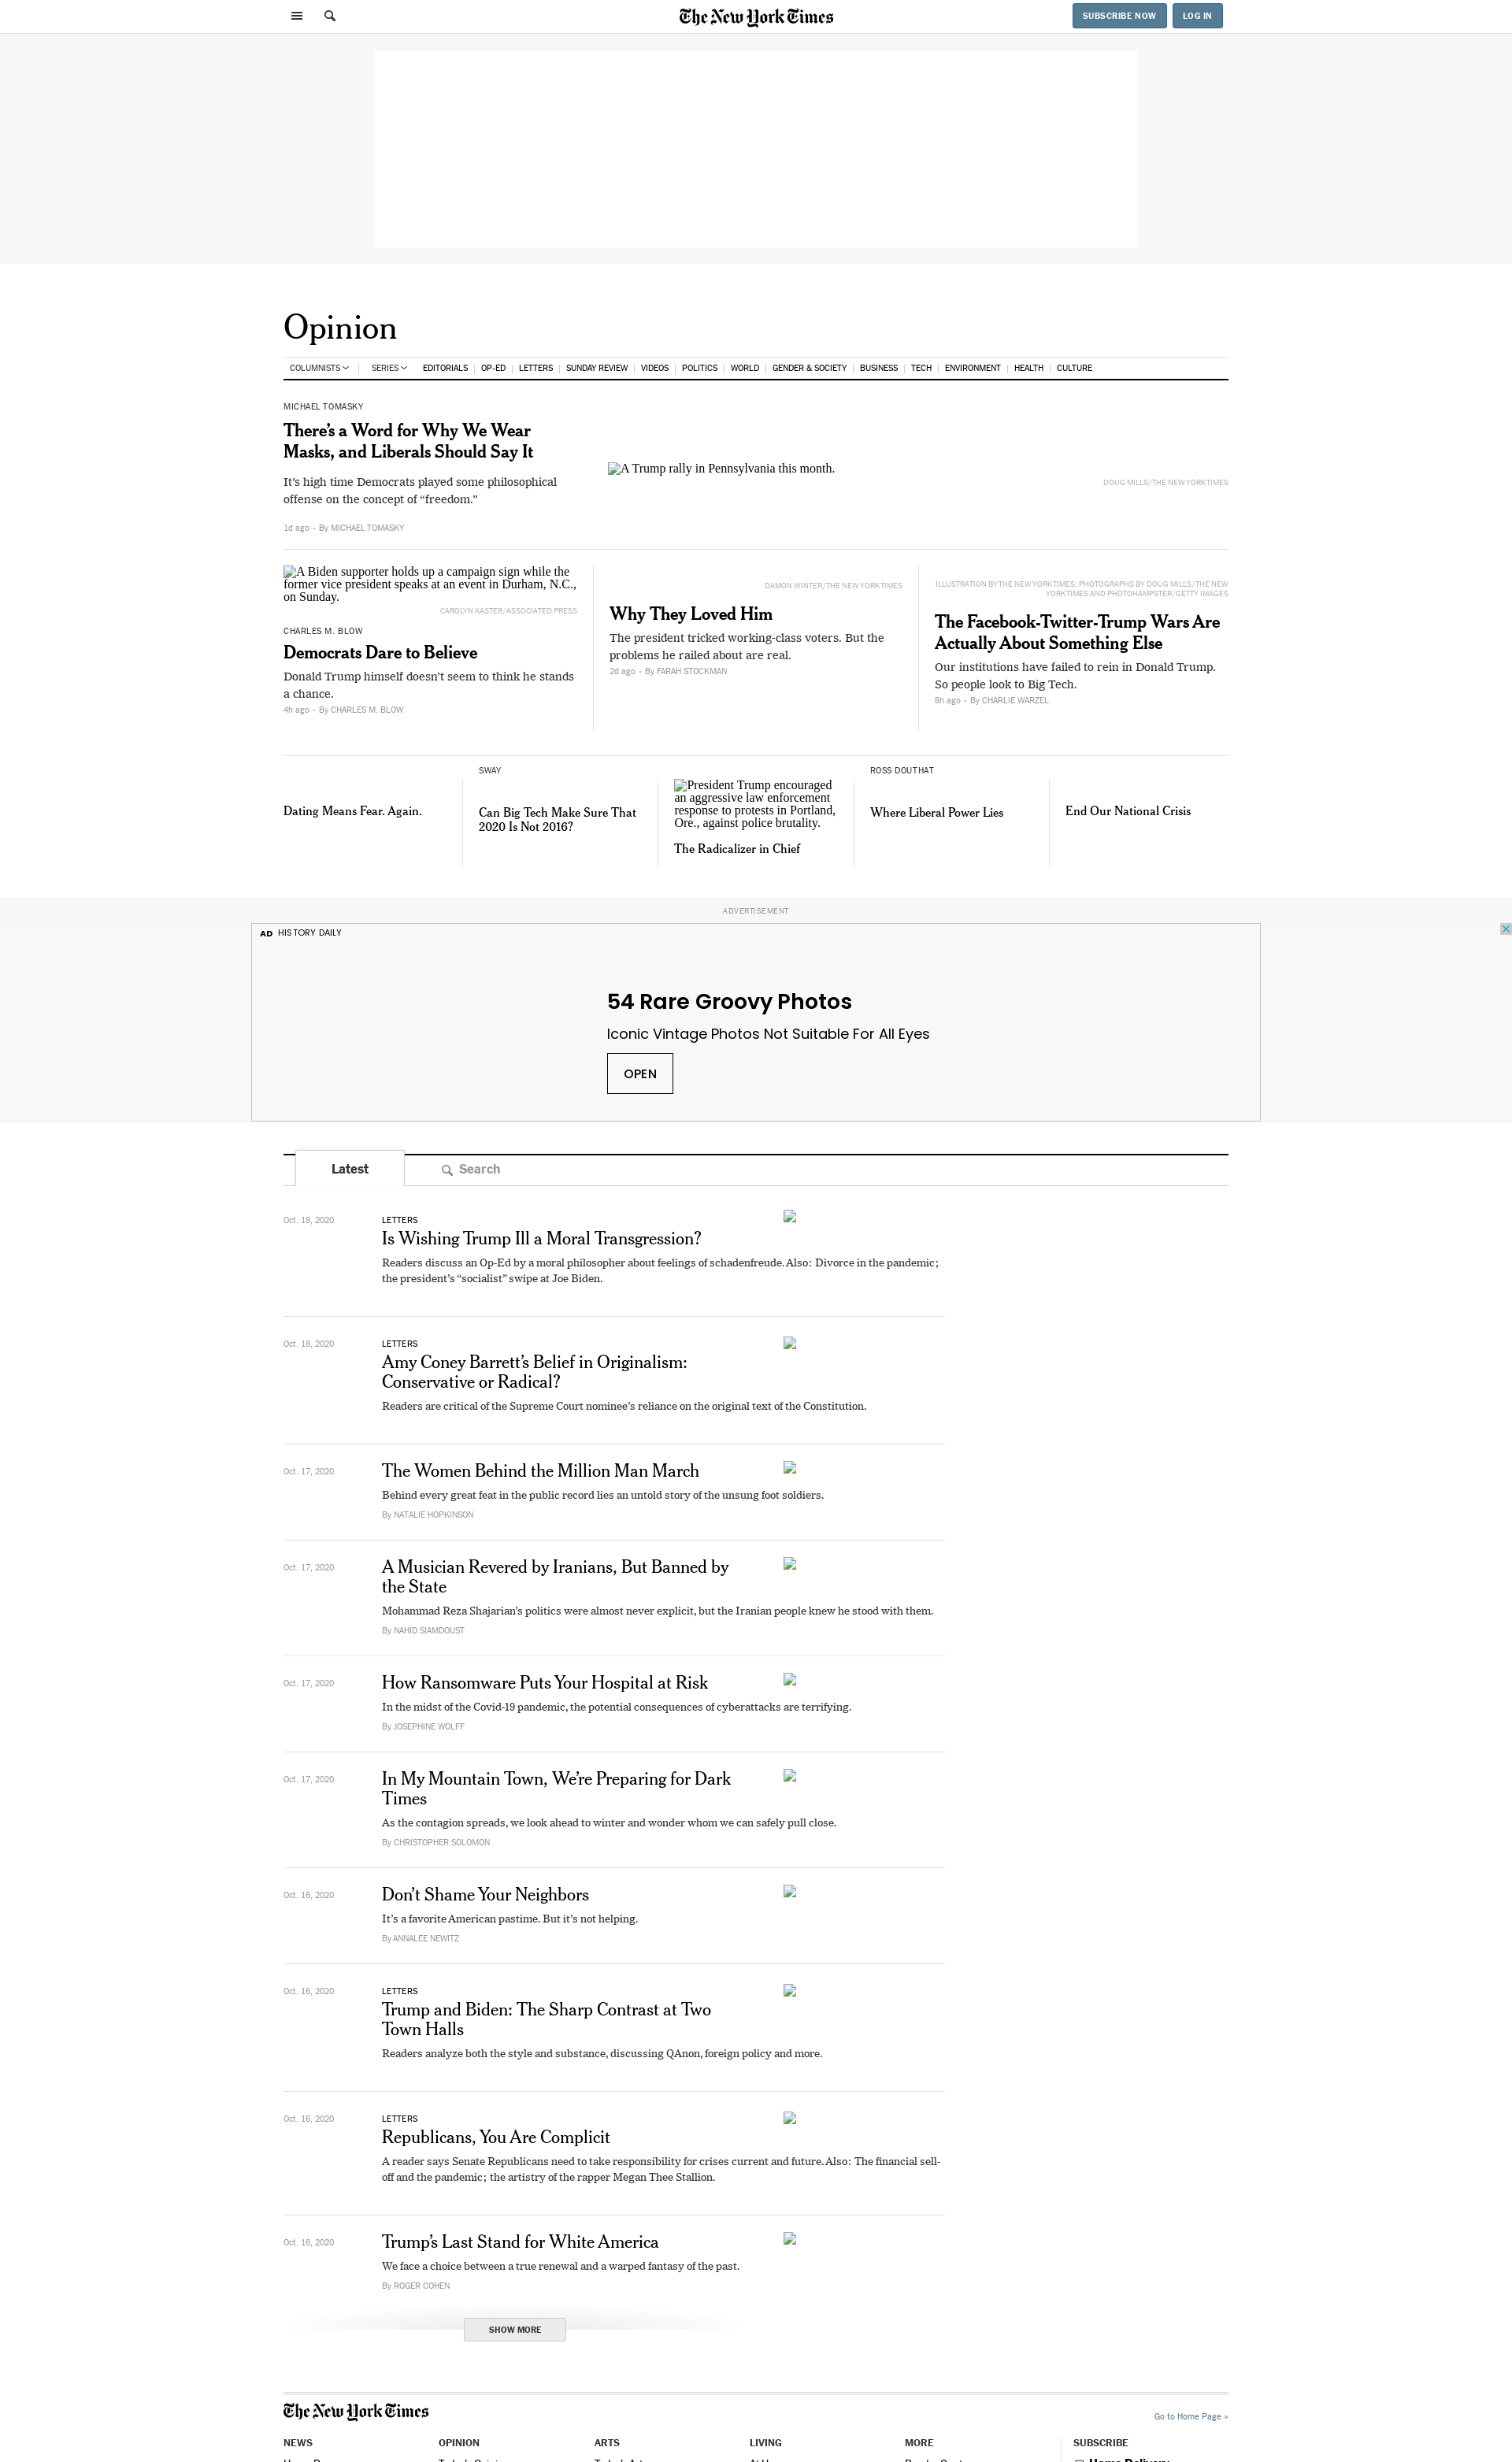 The New York Times
SUBSCRIBE NOW
LOG IN
Opinion
COLUMNISTS
SERIES
EDITORIALS
OP-ED
LETTERS
SUNDAY REVIEW
VIDEOS
POLITICS
WORLD
GENDER & SOCIETY
BUSINESS
TECH
ENVIRONMENT
HEALTH
CULTURE
MICHAEL TOMASKY
There’s a Word for Why We Wear
Masks, and Liberals Should Say It
It’s high time Democrats played some philosophical
offense on the concept of “freedom.”
1d ago • By MICHAEL TOMASKY
A Trump rally in Pennsylvania this month.
DOUG MILLS/THE NEW YORK TIMES
A Biden supporter holds up a campaign sign while the
former vice president speaks at an event in Durham, N.C.,
on Sunday.
CAROLYN KASTER/ASSOCIATED PRESS
CHARLES M. BLOW
Democrats Dare to Believe
Donald Trump himself doesn’t seem to think he stands
a chance.
4h ago • By CHARLES M. BLOW
DAMON WINTER/THE NEW YORK TIMES
Why They Loved Him
The president tricked working-class voters. But the
problems he railed about are real.
2d ago • By FARAH STOCKMAN
ILLUSTRATION BY THE NEW YORK TIMES; PHOTOGRAPHS BY DOUG MILLS/THE NEW
YORK TIMES AND PHOTOHAMPSTER/GETTY IMAGES
The Facebook-Twitter-Trump Wars Are
Actually About Something Else
Our institutions have failed to rein in Donald Trump.
So people look to Big Tech.
8h ago • By CHARLIE WARZEL
Dating Means Fear. Again.
SWAY
Can Big Tech Make Sure That
2020 Is Not 2016?
President Trump encouraged
an aggressive law enforcement
response to protests in Portland,
Ore., against police brutality.
The Radicalizer in Chief
ROSS DOUTHAT
Where Liberal Power Lies
End Our National Crisis
ADVERTISEMENT
AD HISTORY DAILY
54 Rare Groovy Photos
Iconic Vintage Photos Not Suitable For All Eyes
OPEN
Latest
Search
Oct. 18, 2020
LETTERS
Is Wishing Trump Ill a Moral Transgression?
Readers discuss an Op-Ed by a moral philosopher about feelings of schadenfreude. Also: Divorce in the pandemic;
the president’s “socialist” swipe at Joe Biden.
Oct. 18, 2020
LETTERS
Amy Coney Barrett’s Belief in Originalism:
Conservative or Radical?
Readers are critical of the Supreme Court nominee’s reliance on the original text of the Constitution.
Oct. 17, 2020
The Women Behind the Million Man March
Behind every great feat in the public record lies an untold story of the unsung foot soldiers.
By NATALIE HOPKINSON
Oct. 17, 2020
A Musician Revered by Iranians, But Banned by
the State
Mohammad Reza Shajarian’s politics were almost never explicit, but the Iranian people knew he stood with them.
By NAHID SIAMDOUST
Oct. 17, 2020
How Ransomware Puts Your Hospital at Risk
In the midst of the Covid-19 pandemic, the potential consequences of cyberattacks are terrifying.
By JOSEPHINE WOLFF
Oct. 17, 2020
In My Mountain Town, We’re Preparing for Dark
Times
As the contagion spreads, we look ahead to winter and wonder whom we can safely pull close.
By CHRISTOPHER SOLOMON
Oct. 16, 2020
Don’t Shame Your Neighbors
It’s a favorite American pastime. But it’s not helping.
By ANNALEE NEWITZ
Oct. 16, 2020
LETTERS
Trump and Biden: The Sharp Contrast at Two
Town Halls
Readers analyze both the style and substance, discussing QAnon, foreign policy and more.
Oct. 16, 2020
LETTERS
Republicans, You Are Complicit
A reader says Senate Republicans need to take responsibility for crises current and future. Also: The financial sell-
off and the pandemic; the artistry of the rapper Megan Thee Stallion.
Oct. 16, 2020
Trump’s Last Stand for White America
We face a choice between a true renewal and a warped fantasy of the past.
By ROGER COHEN
SHOW MORE
The New York Times
Go to Home Page »
NEWS
OPINION
ARTS
LIVING
MORE
SUBSCRIBE